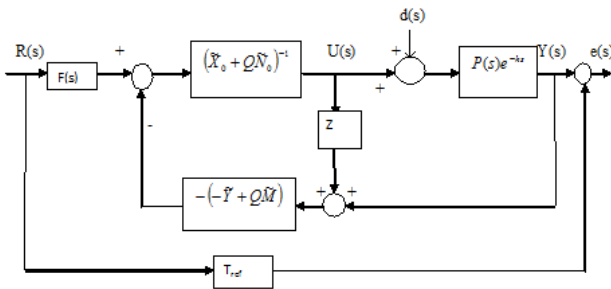 d(s)
R(s)
+
(X̃₀ + QÑ₀)⁻¹
U(s)
+
Y(s)
e(s)
F(s)
P(s)e⁻ʰˢ
+
-
Z
+
+
-(-Ỹ + QM̃)
T_ref